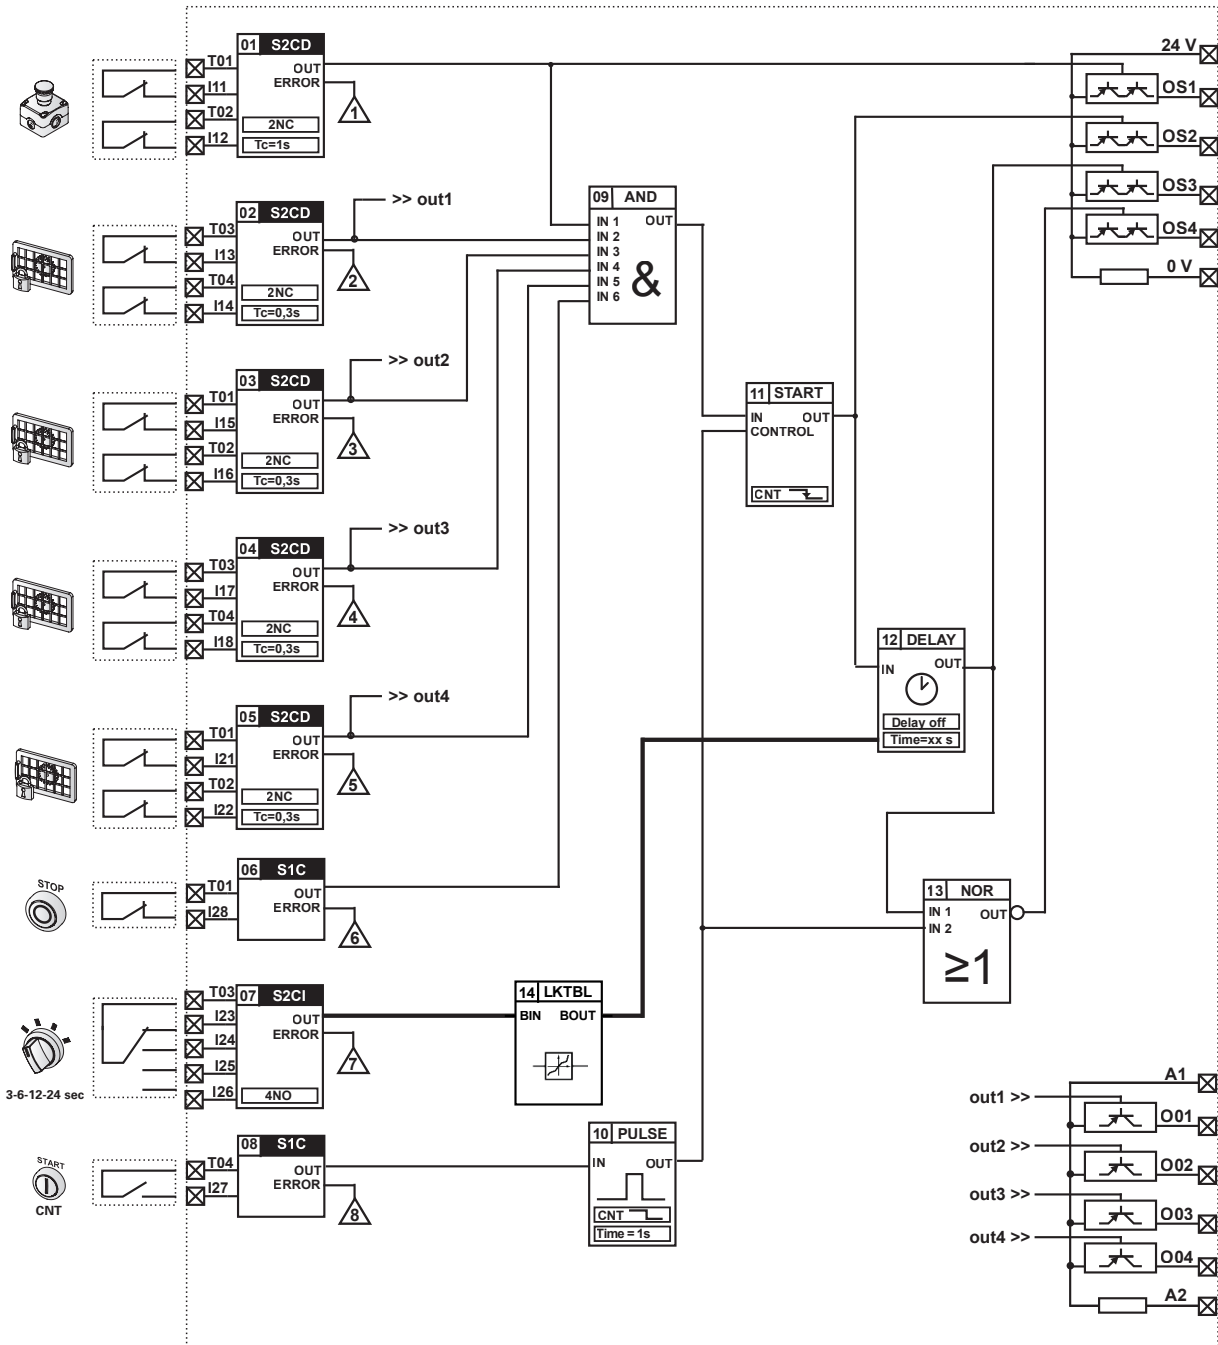 01 S2CD
T01
I11
T02
I12
OUT
ERROR
2NC
Tc=1s
1
02 S2CD
T03
I13
T04
I14
OUT
ERROR
2NC
Tc=0,3s
>> out1
2
03 S2CD
T01
I15
T02
I16
OUT
ERROR
2NC
Tc=0,3s
>> out2
3
04 S2CD
T03
I17
T04
I18
OUT
ERROR
2NC
Tc=0,3s
>> out3
4
05 S2CD
T01
I21
T02
I22
OUT
ERROR
2NC
Tc=0,3s
>> out4
5
STOP
06 S1C
T01
I28
OUT
ERROR
6
3-6-12-24 sec
07 S2CI
T03
I23
I24
I25
I26
OUT
ERROR
4NO
7
START
CNT
08 S1C
T04
I27
OUT
ERROR
8
09 AND
IN 1
IN 2
IN 3
IN 4
IN 5
IN 6
OUT
&
14 LKTBL
BIN BOUT
10 PULSE
IN
OUT
CNT
Time = 1s
11 START
IN OUT
CONTROL
CNT
12 DELAY
IN
OUT
Delay off
Time=xx s
13 NOR
IN 1
IN 2
OUT
≥1
24 V
OS1
OS2
OS3
OS4
0 V
A1
out1 >>
O01
out2 >>
O02
out3 >>
O03
out4 >>
O04
A2